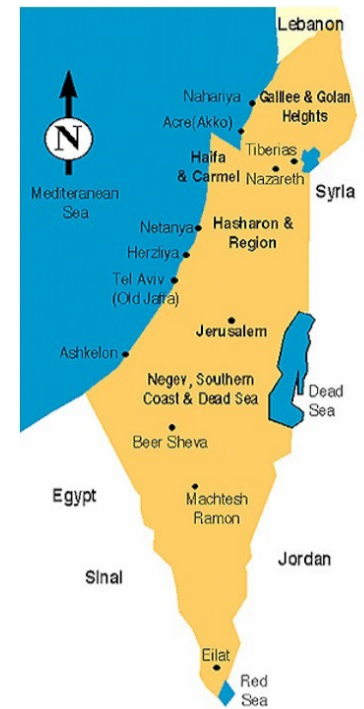 Lebanon
Nahariya
Galilee & Golan
Heights
Acre(Akko)
Haifa
& Carmel
Tiberias
Nazareth
Syria
N
Mediteranean
Sea
Netanya
Hasharon &
Region
Herzliya
Tel Aviv
(Old Jaffa)
Jerusalem
Ashkelon
Negev, Southern
Coast & Dead Sea
Dead
Sea
Beer Sheva
Egypt
Machtesh
Ramon
Sinai
Jordan
Eilat
Red
Sea